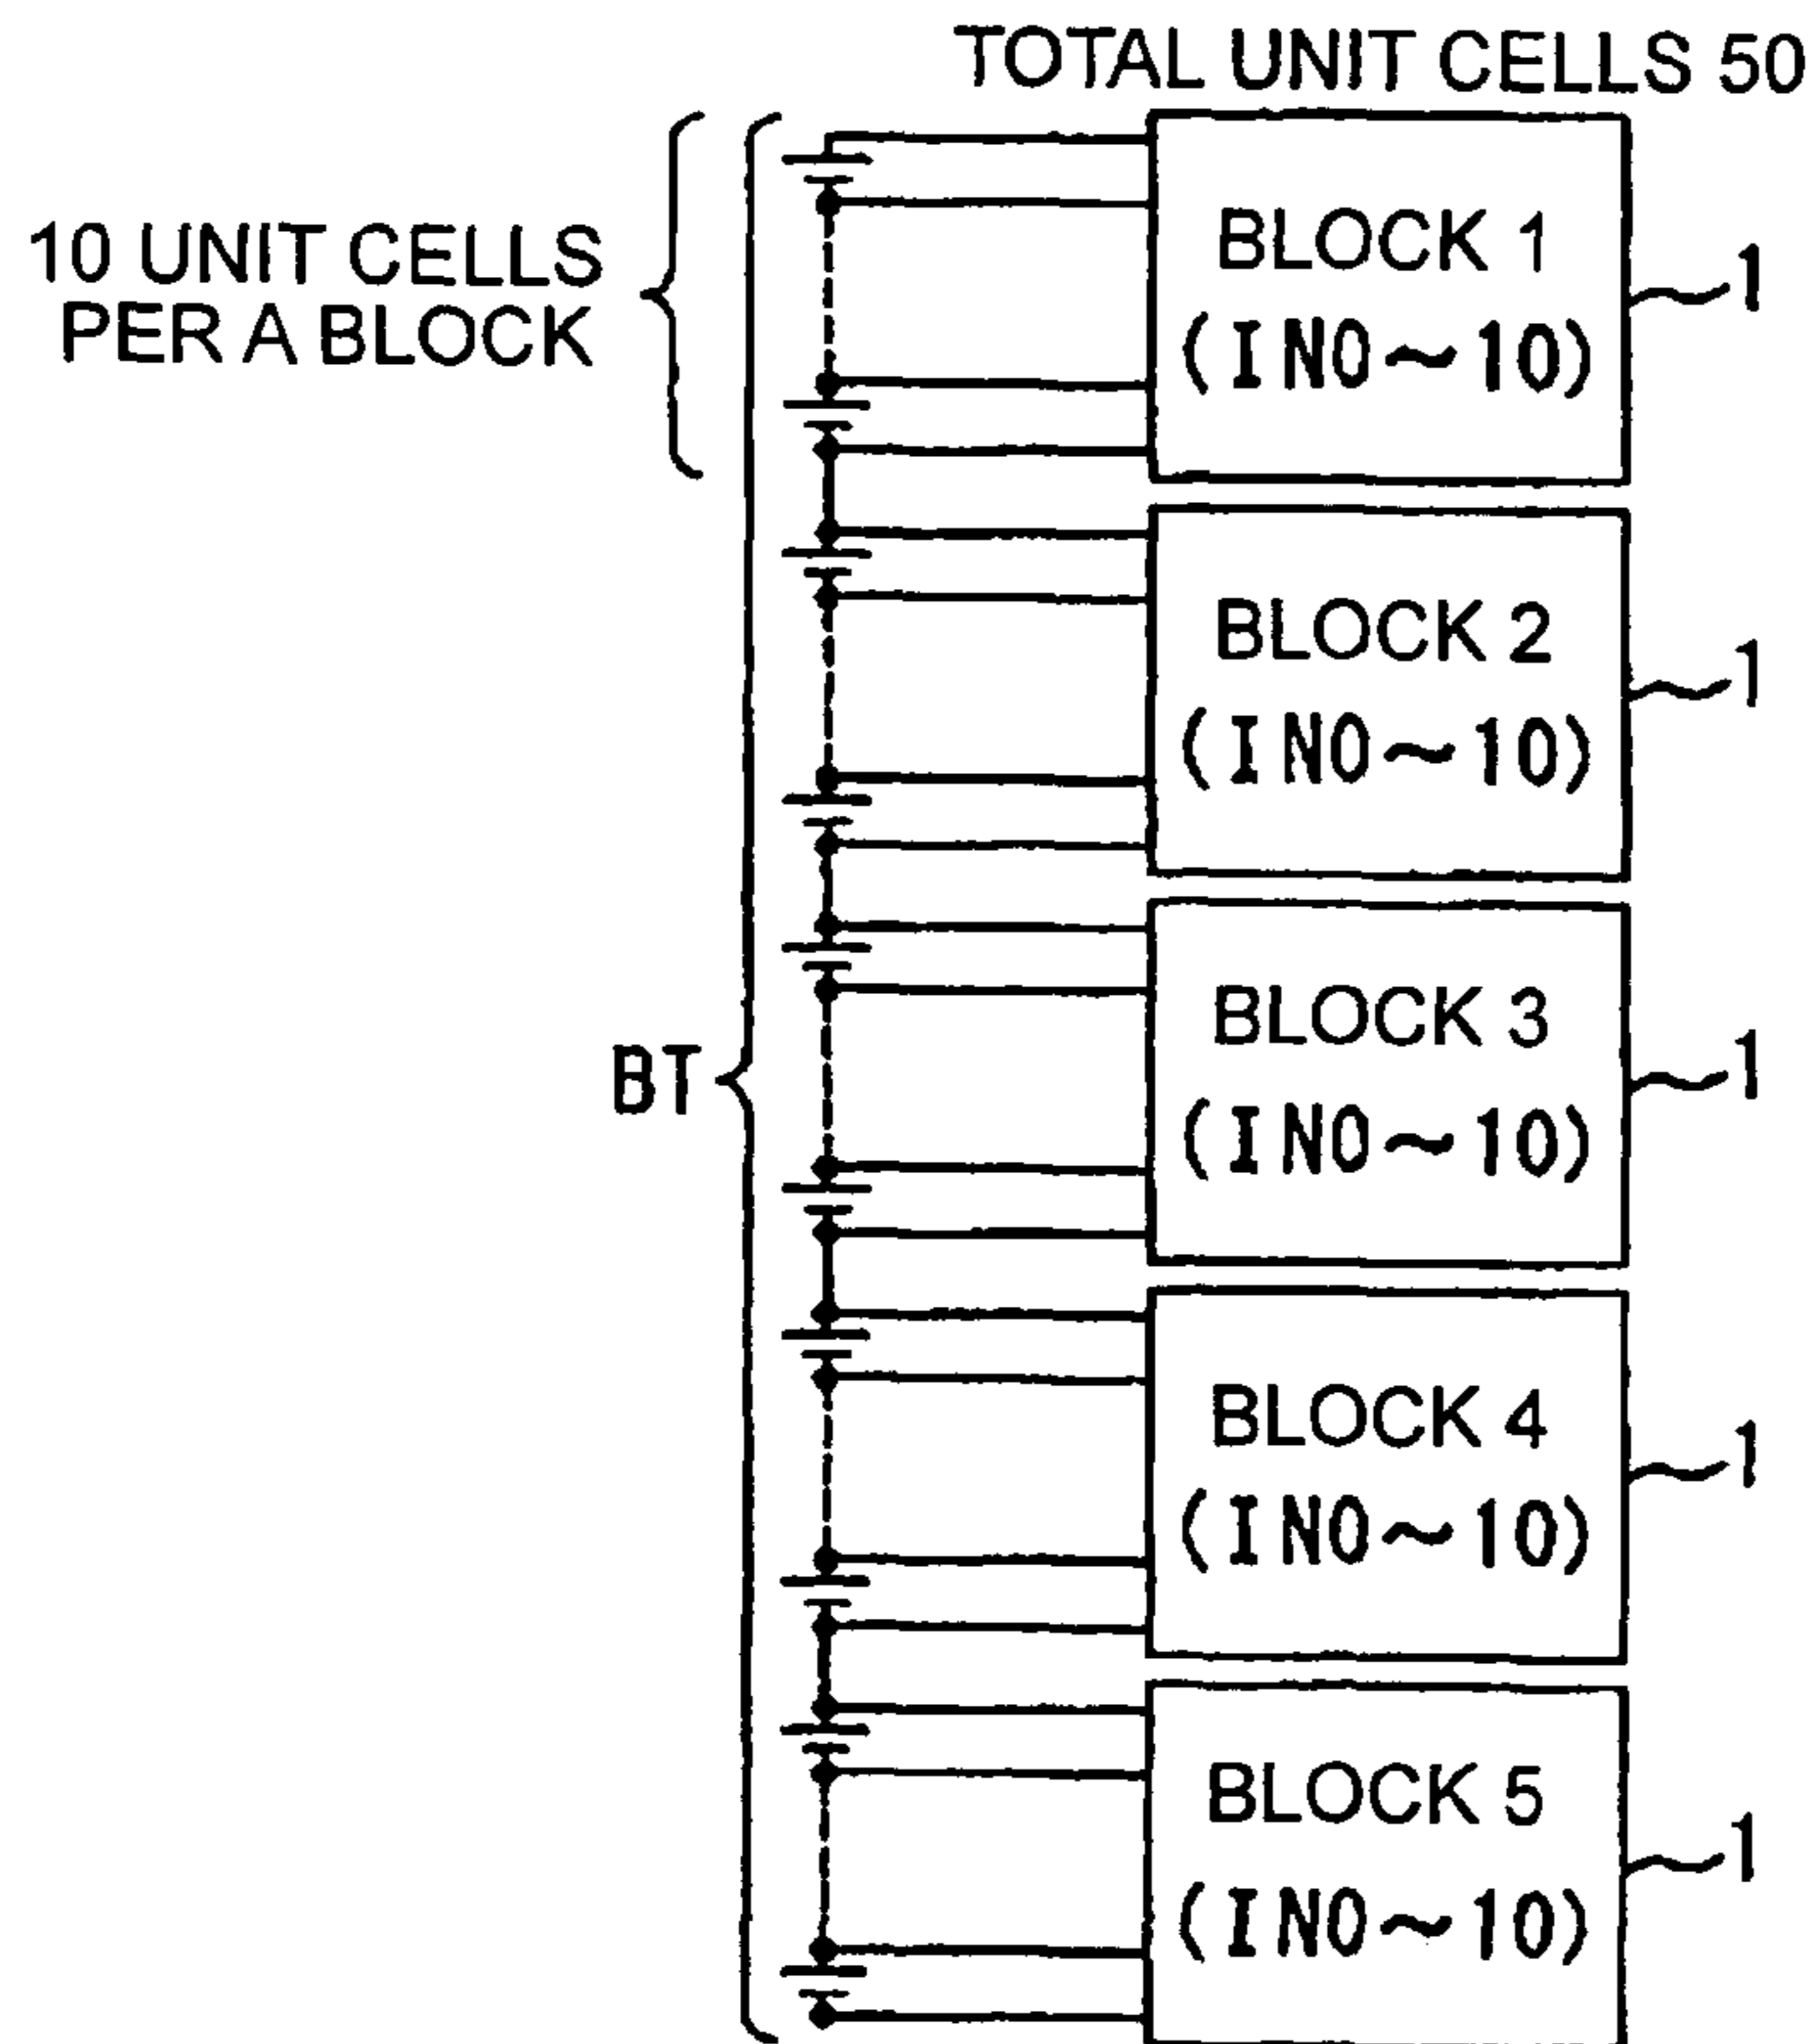 TOTAL UNIT CELLS 50
10 UNIT CELLS
PER A BLOCK
BLOCK 1
(IN0~10)
1
BLOCK 2
(IN0~10)
1
BT
BLOCK 3
(IN0~10)
1
BLOCK 4
(IN0~10)
1
BLOCK 5
(IN0~10)
1